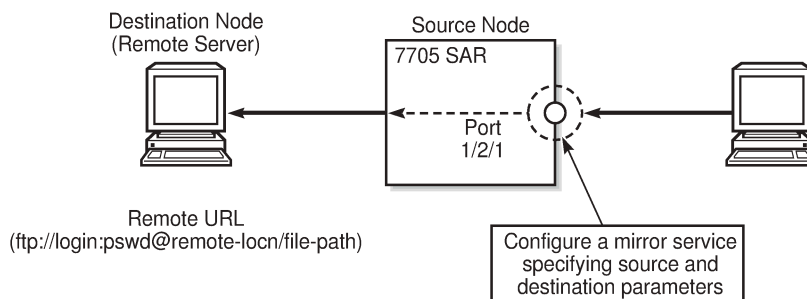 Destination Node
(Remote Server)
Source Node
7705 SAR
Port
1/2/1
Remote URL
(ftp://login:pswd@remote-locn/file-path)
Configure a mirror service
specifying source and
destination parameters